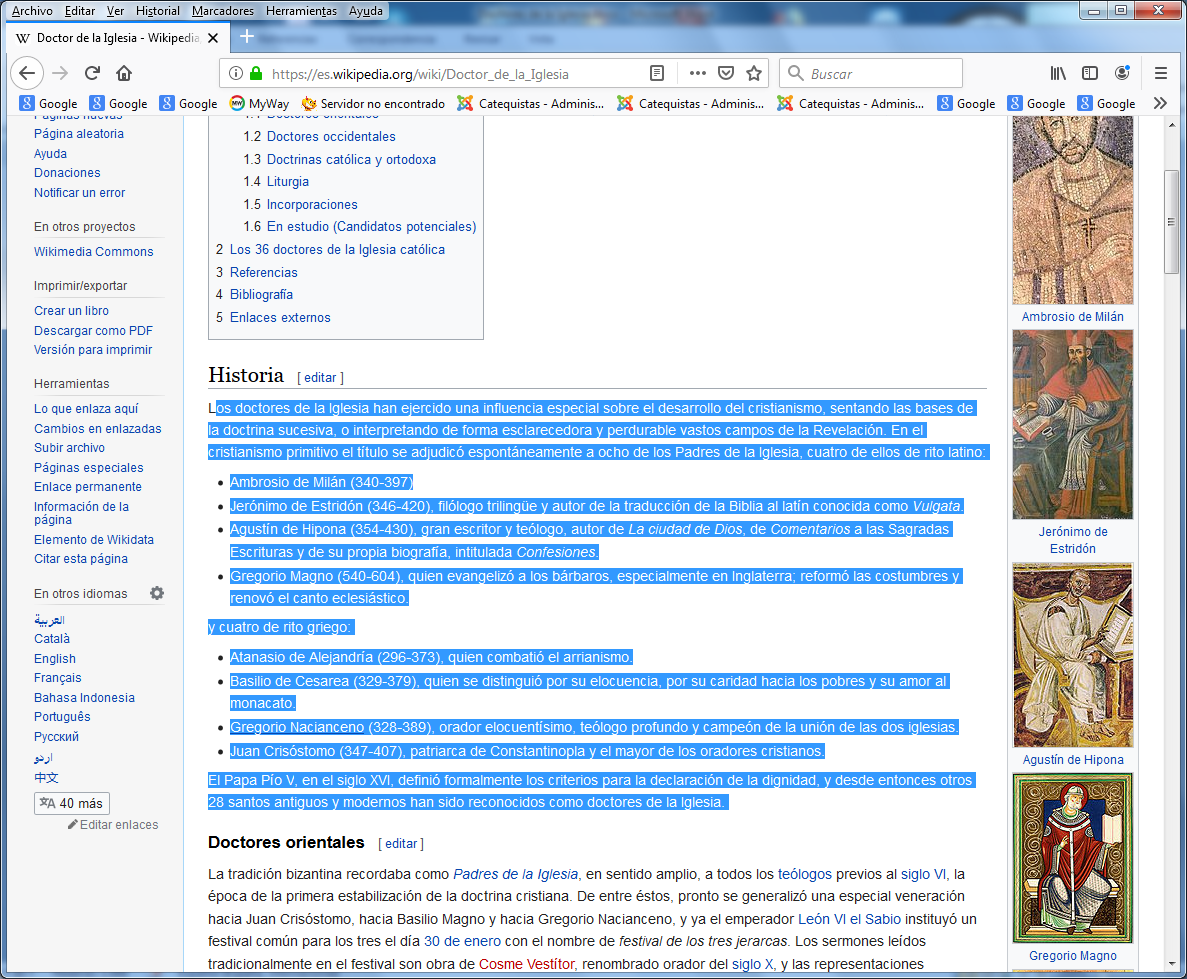 Archivo Editar Ver Historial Marcadores Herramientas Ayuda
Doctor de la Iglesia - Wikipedia,
https://es.wikipedia.org/wiki/Doctor_de_la_Iglesia
Buscar
Google Google Google MyWay Servidor no encontrado Catequistas - Adminis... Catequistas - Adminis... Catequistas - Adminis... Google Google Google
Páginas nuevas
Página aleatoria
Ayuda
Donaciones
Notificar un error
En otros proyectos
Wikimedia Commons
Imprimir/exportar
Crear un libro
Descargar como PDF
Versión para imprimir
Herramientas
Lo que enlaza aquí
Cambios en enlazadas
Subir archivo
Páginas especiales
Enlace permanente
Información de la
página
Elemento de Wikidata
Citar esta página
En otros idiomas
العربية
Català
English
Français
Bahasa Indonesia
Português
Русский
اردو
中文
40 más
Editar enlaces
1.1 Doctores orientales
1.2 Doctores occidentales
1.3 Doctrinas católica y ortodoxa
1.4 Liturgia
1.5 Incorporaciones
1.6 En estudio (Candidatos potenciales)
2 Los 36 doctores de la Iglesia católica
3 Referencias
4 Bibliografía
5 Enlaces externos
Historia [ editar ]
Los doctores de la Iglesia han ejercido una influencia especial sobre el desarrollo del cristianismo, sentando las bases de
la doctrina sucesiva, o interpretando de forma esclarecedora y perdurable vastos campos de la Revelación. En el
cristianismo primitivo el título se adjudicó espontáneamente a ocho de los Padres de la Iglesia, cuatro de ellos de rito latino:
• Ambrosio de Milán (340-397)
• Jerónimo de Estridón (346-420), filólogo trilingüe y autor de la traducción de la Biblia al latín conocida como Vulgata.
• Agustín de Hipona (354-430), gran escritor y teólogo, autor de La ciudad de Dios, de Comentarios a las Sagradas
Escrituras y de su propia biografía, intitulada Confesiones.
• Gregorio Magno (540-604), quien evangelizó a los bárbaros, especialmente en Inglaterra; reformó las costumbres y
renovó el canto eclesiástico.
y cuatro de rito griego:
• Atanasio de Alejandría (296-373), quien combatió el arrianismo.
• Basilio de Cesarea (329-379), quien se distinguió por su elocuencia, por su caridad hacia los pobres y su amor al
monacato.
• Gregorio Nacianceno (328-389), orador elocuentísimo, teólogo profundo y campeón de la unión de las dos iglesias.
• Juan Crisóstomo (347-407), patriarca de Constantinopla y el mayor de los oradores cristianos.
El Papa Pío V, en el siglo XVI, definió formalmente los criterios para la declaración de la dignidad, y desde entonces otros
28 santos antiguos y modernos han sido reconocidos como doctores de la Iglesia.
Doctores orientales [ editar ]
La tradición bizantina recordaba como Padres de la Iglesia, en sentido amplio, a todos los teólogos previos al siglo VI, la
época de la primera estabilización de la doctrina cristiana. De entre éstos, pronto se generalizó una especial veneración
hacia Juan Crisóstomo, hacia Basilio Magno y hacia Gregorio Nacianceno, y ya el emperador León VI el Sabio instituyó un
festival común para los tres el día 30 de enero con el nombre de festival de los tres jerarcas. Los sermones leídos
tradicionalmente en el festival son obra de Cosme Vestítor, renombrado orador del siglo X, y las representaciones
Ambrosio de Milán
Jerónimo de
Estridón
Agustín de Hipona
Gregorio Magno